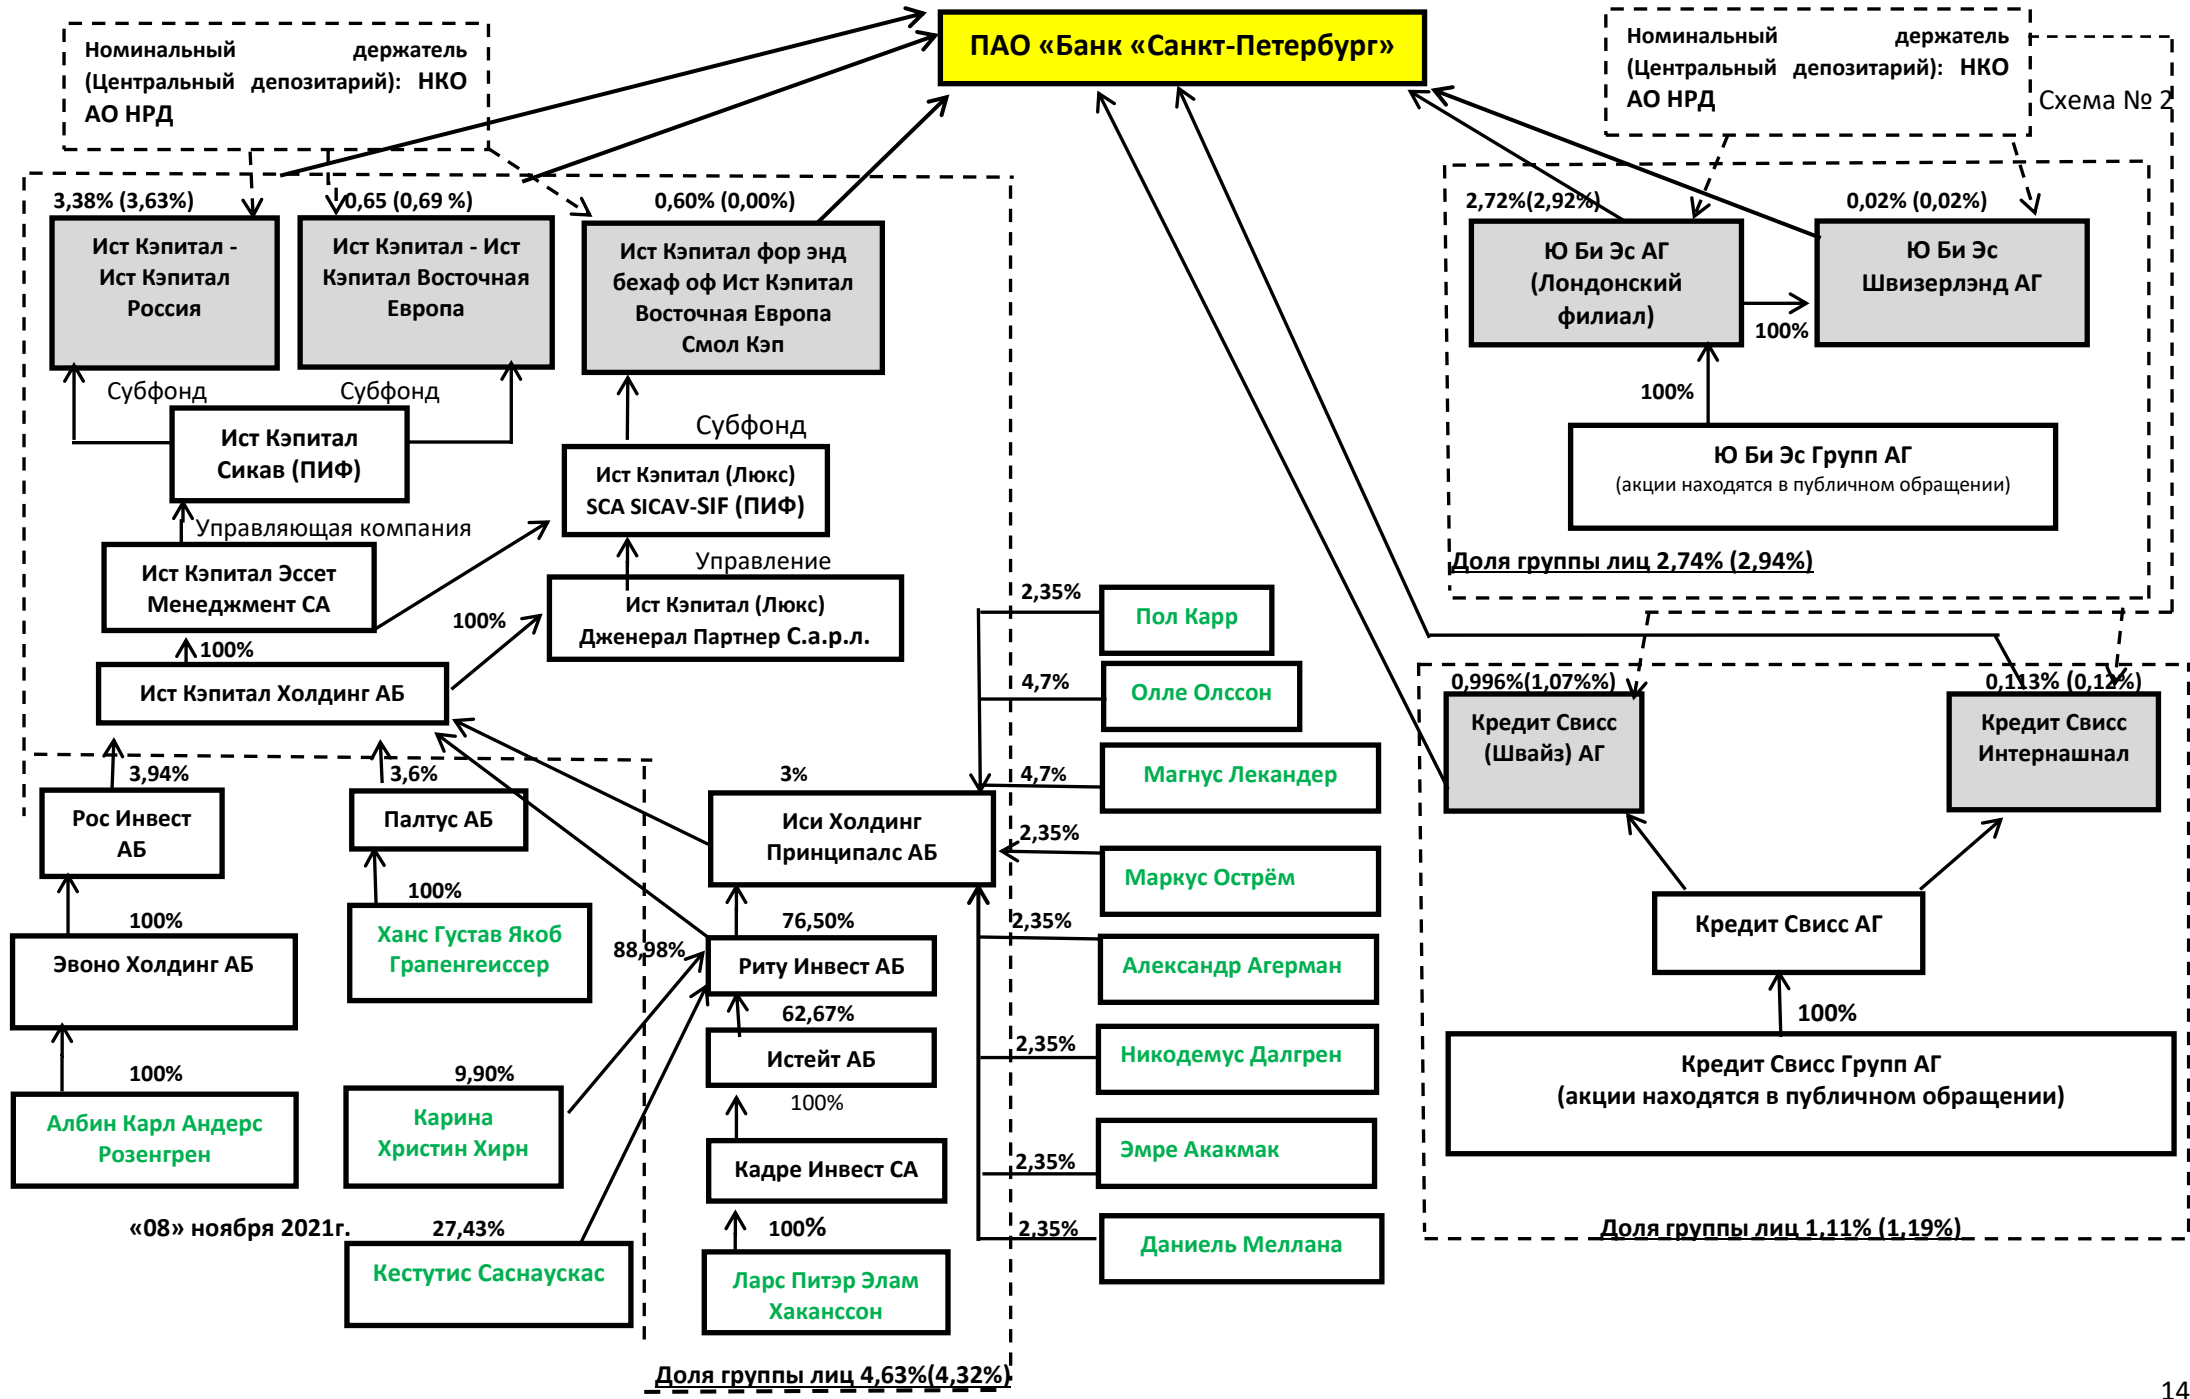 ПАО «Банк «Санкт-Петербург»
Номинальный держатель
(Центральный депозитарий): НКО
АО НРД
Номинальный держатель
(Центральный депозитарий): НКО
АО НРД
Схема № 2
3,38% (3,63%)
0,65 (0,69 %)
0,60% (0,00%)
2,72%(2,92%)
0,02% (0,02%)
Ист Кэпитал -
Ист Кэпитал
Россия
Ист Кэпитал - Ист
Кэпитал Восточная
Европа
Ист Кэпитал фор энд
бехаф оф Ист Кэпитал
Восточная Европа
Смол Кэп
Ю Би Эс АГ
(Лондонский
филиал)
100%
Ю Би Эс
Швизерлэнд АГ
Субфонд
Субфонд
100%
Ист Кэпитал
Сикав (ПИФ)
Субфонд
Ист Кэпитал (Люкс)
SCA SICAV-SIF (ПИФ)
Ю Би Эс Групп АГ
(акции находятся в публичном обращении)
Управляющая компания
Управление
Доля группы лиц 2,74% (2,94%)
Ист Кэпитал Эссет
Менеджмент СА
100%
Ист Кэпитал (Люкс)
Дженерал Партнер С.а.р.л.
2,35%
Пол Карр
100%
Ист Кэпитал Холдинг АБ
4,7%
Олле Олссон
0,996%(1,07%%)
0,113% (0,12%)
Кредит Свисс
(Швайз) АГ
Кредит Свисс
Интернашнал
3,94%
3,6%
3%
4,7%
Магнус Лекандер
Рос Инвест
АБ
Палтус АБ
Иси Холдинг
Принципалс АБ
2,35%
Маркус Острём
100%
100%
76,50%
2,35%
Кредит Свисс АГ
Эвоно Холдинг АБ
Ханс Густав Якоб
Грапенгеиссер
88,98%
Риту Инвест АБ
Александр Агерман
62,67%
100%
Истейт АБ
2,35%
Никодемус Далгрен
Кредит Свисс Групп АГ
(акции находятся в публичном обращении)
100%
9,90%
100%
Албин Карл Андерс
Розенгрен
Карина
Христин Хирн
Кадре Инвест СА
2,35%
Эмре Акакмак
«08» ноября 2021г.
27,43%
100%
2,35%
Даниель Меллана
Доля группы лиц 1,11% (1,19%)
Кестутис Саснаускас
Ларс Питэр Элам
Хаканссон
Доля группы лиц 4,63%(4,32%)
14